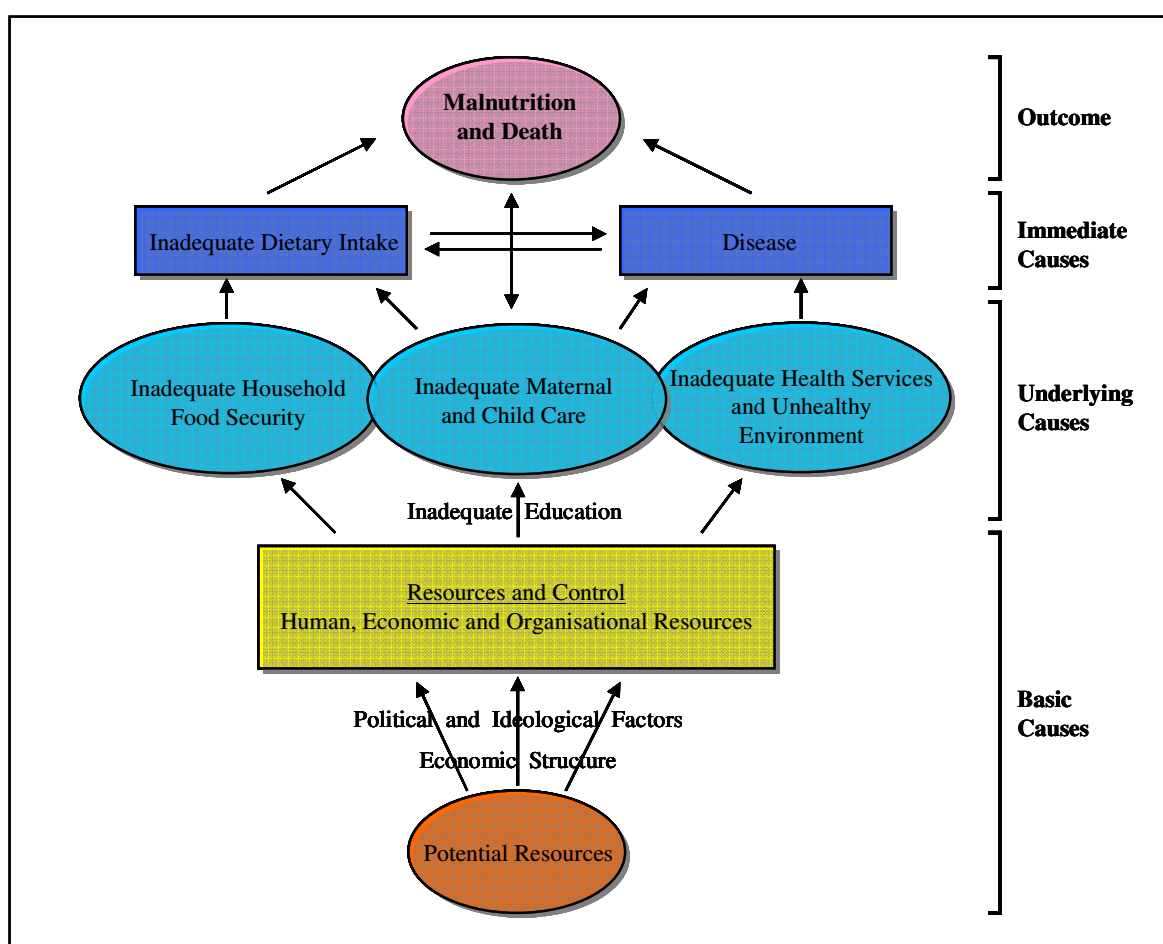 Malnutrition
and Death
Outcome
Inadequate Dietary Intake
Disease
Immediate
Causes
Inadequate Household
Food Security
Inadequate Maternal
and Child Care
Inadequate Health Services
and Unhealthy
Environment
Underlying
Causes
Inadequate Education
Resources and Control
Human, Economic and Organisational Resources
Political and Ideological Factors
Economic Structure
Basic
Causes
Potential Resources